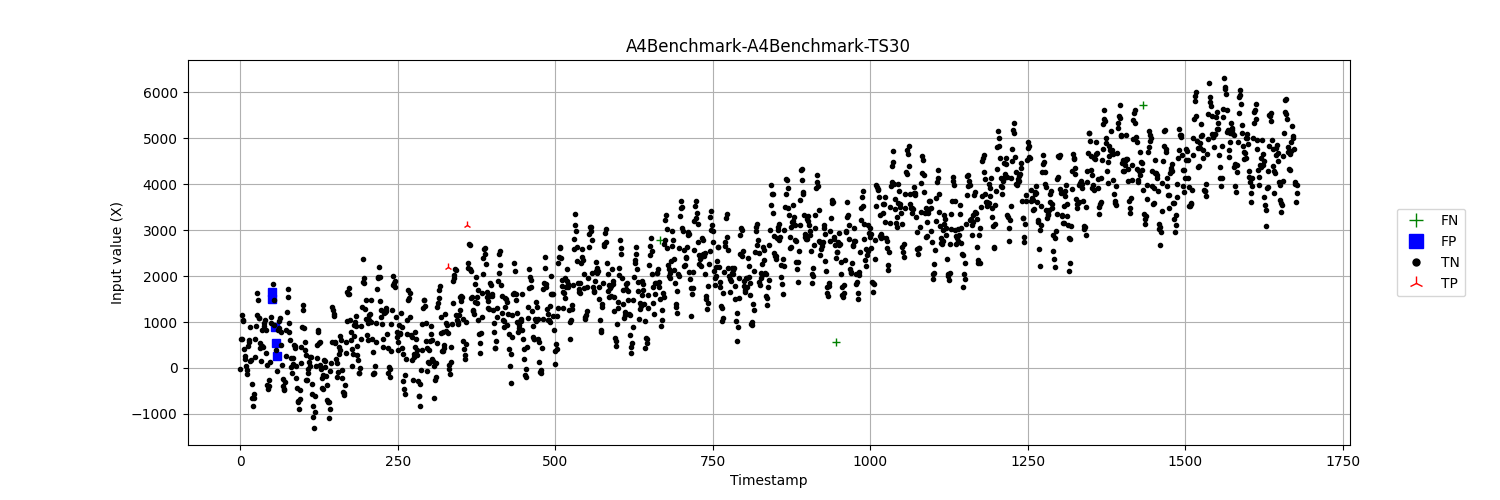 A4Benchmark-A4Benchmark-TS30
Input value (X)
6000
5000
4000
3000
2000
1000
0
−1000
0 250 500 750 1000 1250 1500 1750
Timestamp
FN
FP
TN
TP